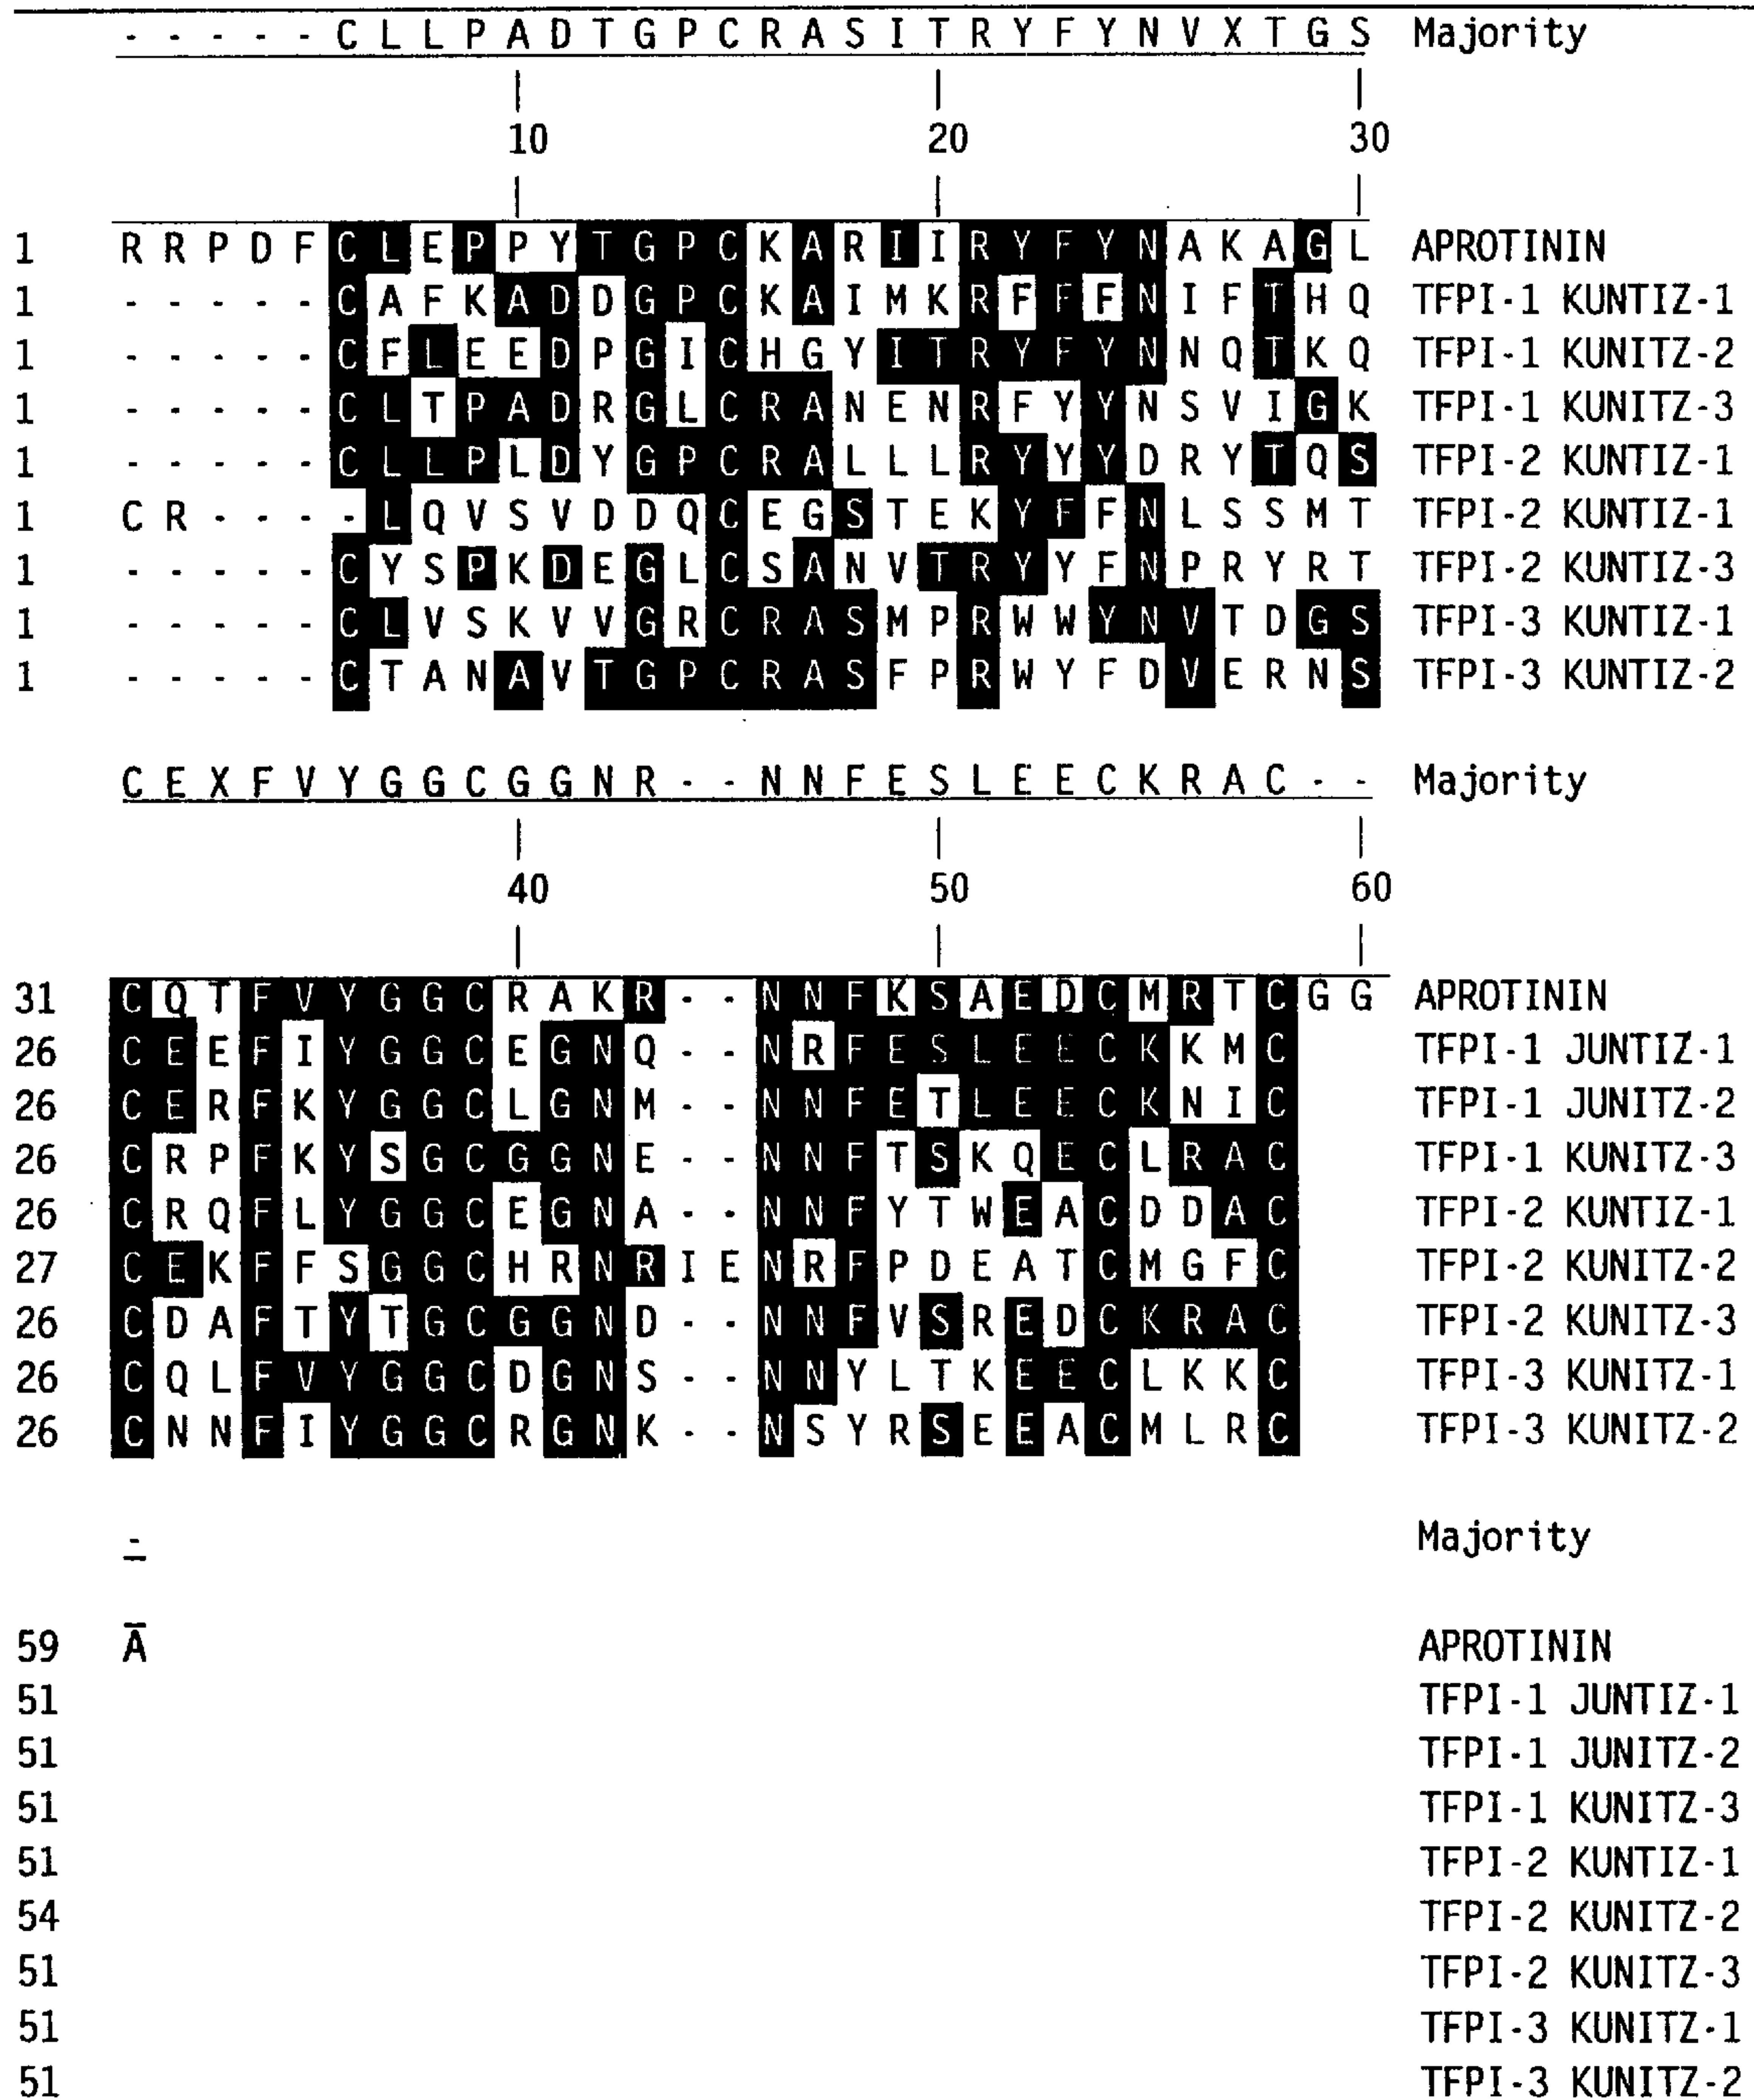 - - - - - C L L P A D T G P C R A S I T R Y F Y N V X T G S Majority
10 20 30
1 R R P D F C L E P P Y T G P C K A R I I R Y F Y N A K A G L APROTININ
1 - - - - - C A F K A D D G P C K A I M K R F F F N I F T H Q TFPI-1 KUNTIZ-1
1 - - - - - C F L E E D P G I C H G Y I T R Y F Y N N Q T K Q TFPI-1 KUNITZ-2
1 - - - - - C L T P A D R G L C R A N E N R F Y Y N S V I G K TFPI-1 KUNITZ-3
1 - - - - - C L L P L D Y G P C R A L L L R Y Y Y D R Y T Q S TFPI-2 KUNTIZ-1
1 C R - - - - L Q V S V D D Q C E G S T E K Y F F N L S S M T TFPI-2 KUNTIZ-1
1 - - - - - C Y S P K D E G L C S A N V T R Y Y F N P R Y R T TFPI-2 KUNTIZ-3
1 - - - - - C L V S K V V G R C R A S M P R W W Y N V T D G S TFPI-3 KUNTIZ-1
1 - - - - - C T A N A V T G P C R A S F P R W Y F D V E R N S TFPI-3 KUNTIZ-2
C E X F V Y G G C G G N R - - N N F E S L E E C K R A C - - Majority
40 50 60
31 C Q T F V Y G G C R A K R - - N N F K S A E D C M R T C G G APROTININ
26 C E E F I Y G G C E G N Q - - N R F E S L E E C K K M C TFPI-1 JUNTIZ-1
26 C E R F K Y G G C L G N M - - N N F E T L E E C K N I C TFPI-1 JUNITZ-2
26 C R P F K Y S G C G G N E - - N N F T S K Q E C L R A C TFPI-1 KUNITZ-3
26 C R Q F L Y G G C E G N A - - N N F Y T W E A C D D A C TFPI-2 KUNTIZ-1
27 C E K F F S G G C H R N R I E N R F P D E A T C M G F C TFPI-2 KUNITZ-2
26 C D A F T Y T G C G G N D - - N N F V S R E D C K R A C TFPI-2 KUNITZ-3
26 C Q L F V Y G G C D G N S - - N N Y L T K E E C L K K C TFPI-3 KUNITZ-1
26 C N N F I Y G G C R G N K - - N S Y R S E E A C M L R C TFPI-3 KUNITZ-2
- Majority
59 A APROTININ
51 TFPI-1 JUNTIZ-1
51 TFPI-1 JUNITZ-2
51 TFPI-1 KUNITZ-3
51 TFPI-2 KUNTIZ-1
54 TFPI-2 KUNITZ-2
51 TFPI-2 KUNITZ-3
51 TFPI-3 KUNITZ-1
51 TFPI-3 KUNITZ-2